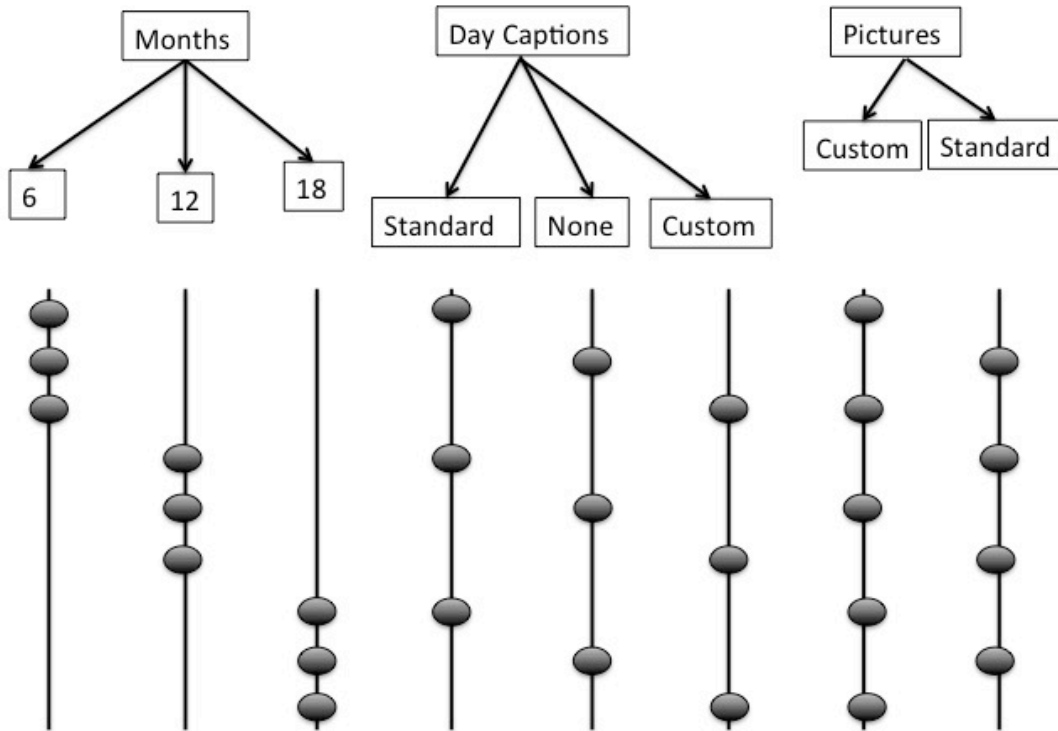 Months
Day Captions
Pictures
6
12
18
Standard
None
Custom
Custom
Standard